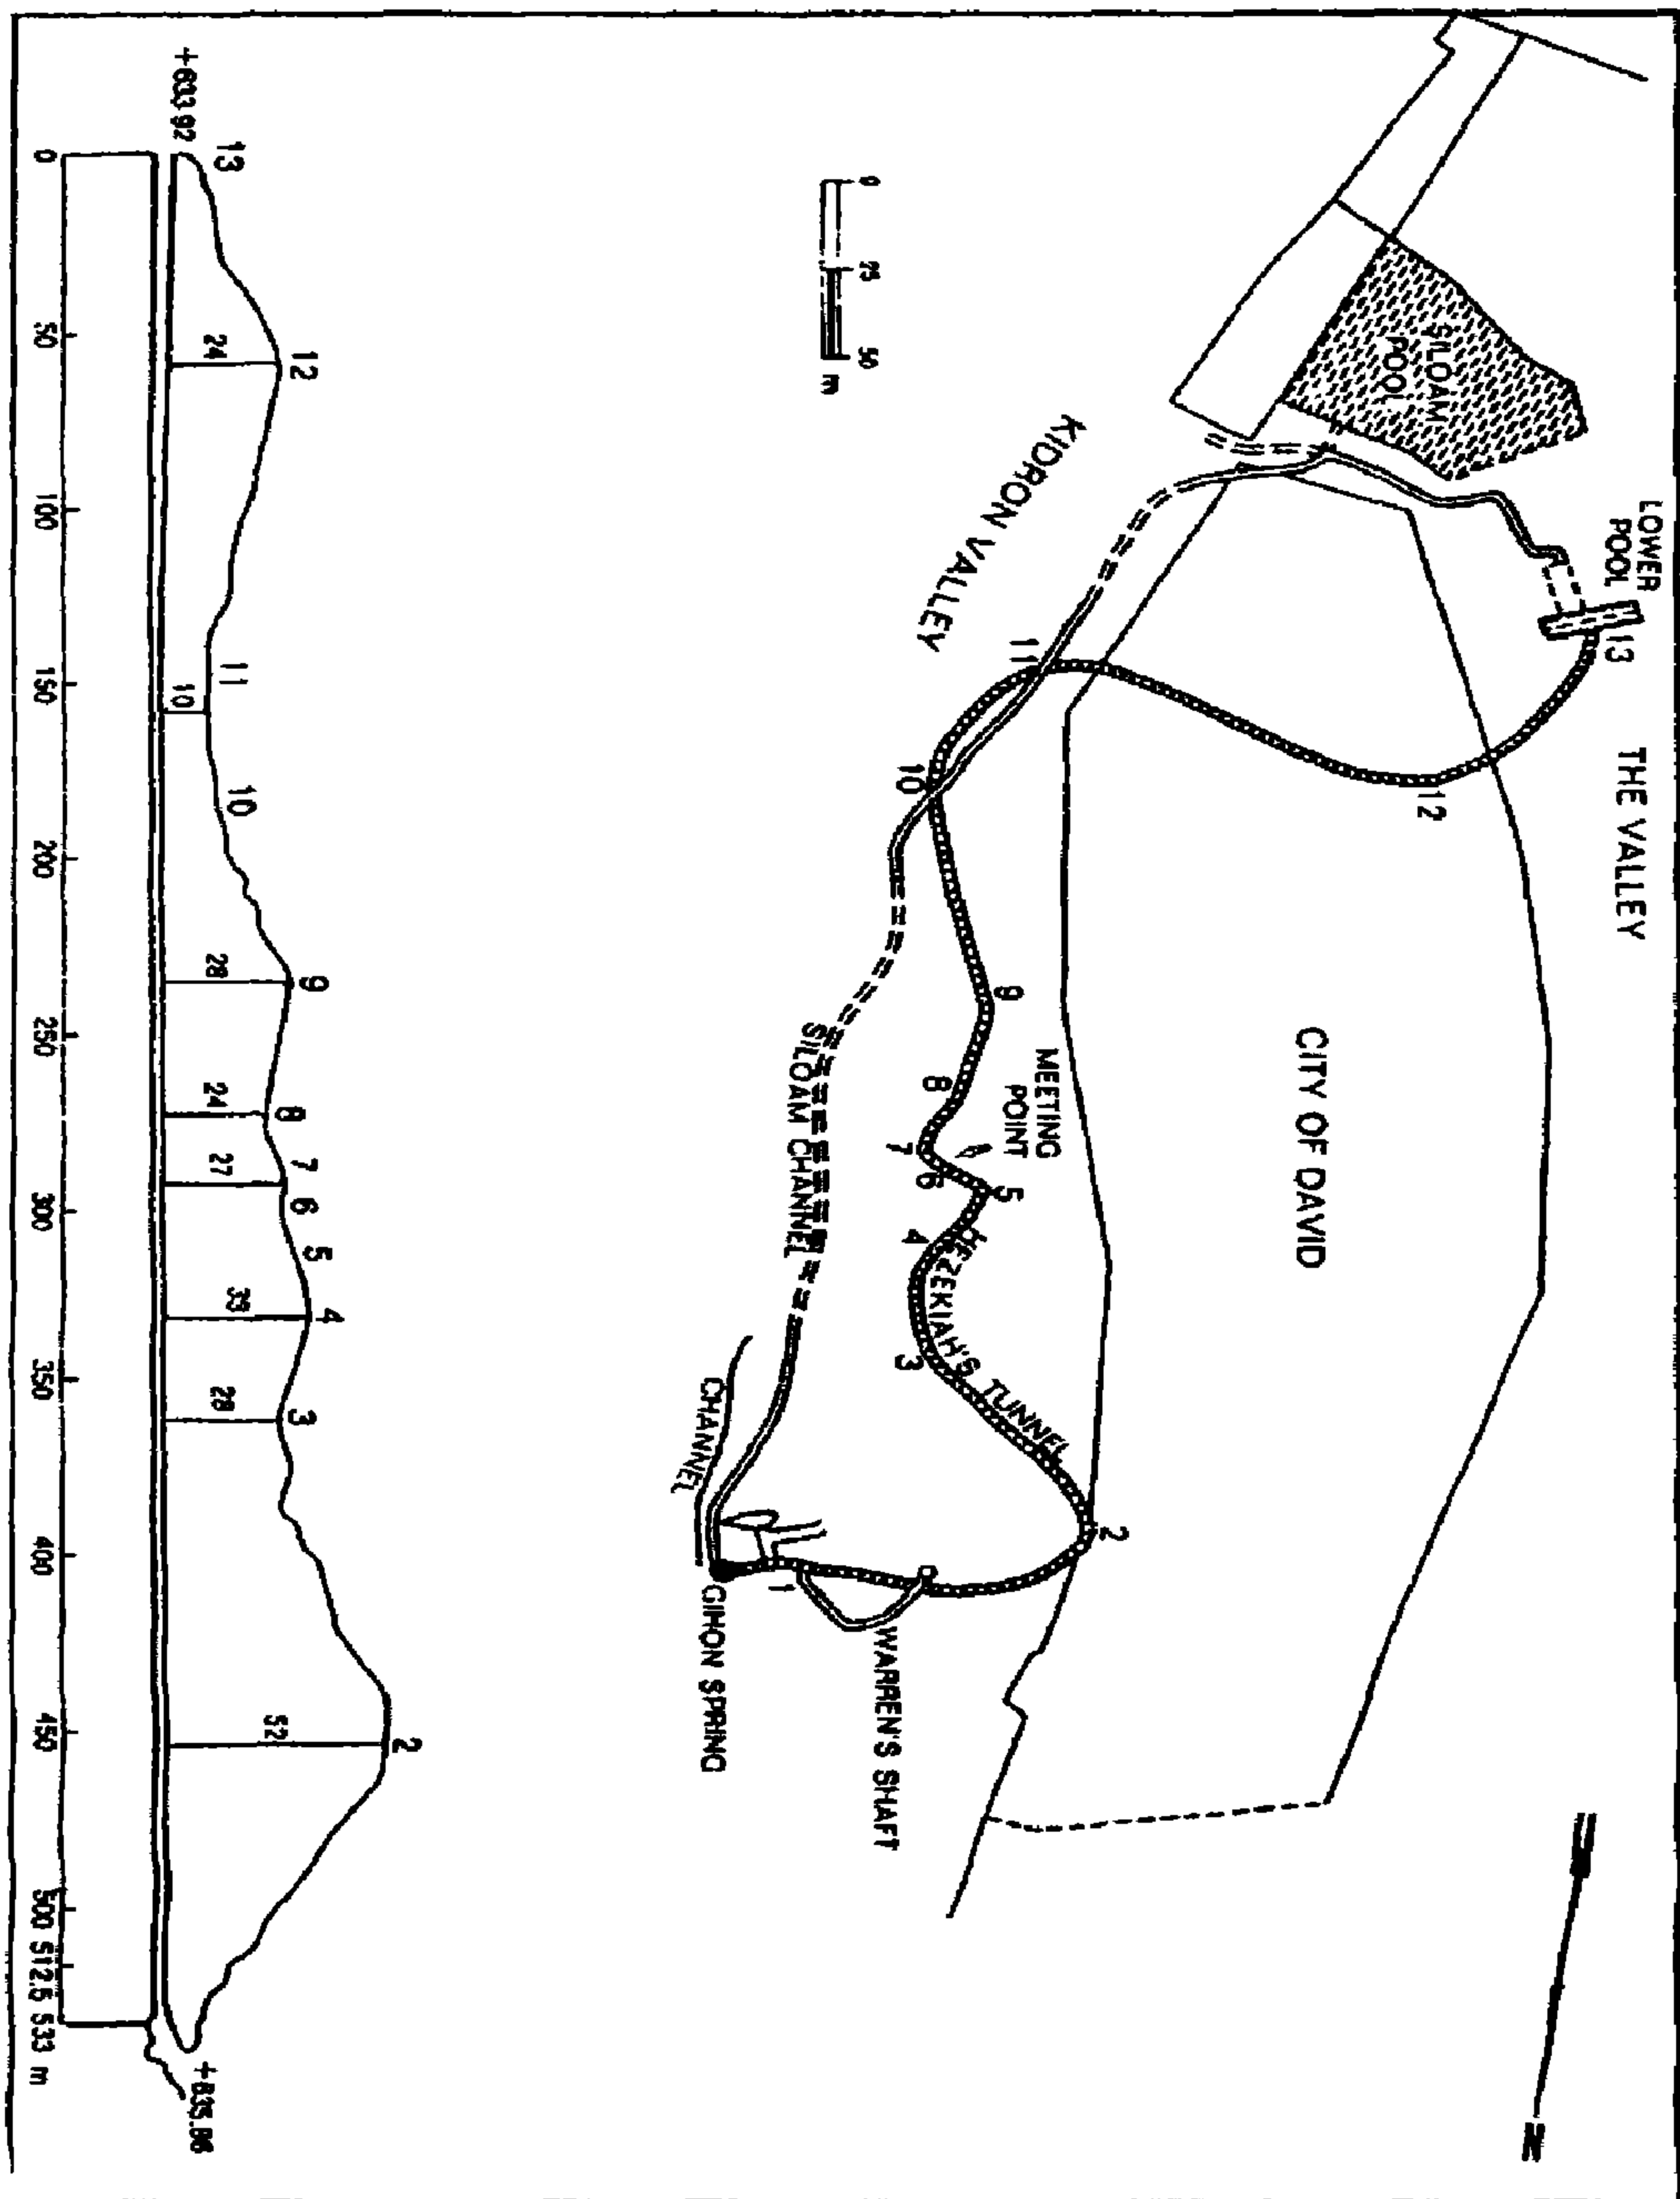 THE VALLEY
LOWER
POOL
13
SILOAM
POOL
12
CITY OF DAVID
KIDRON VALLEY
11
10
9
MEETING
POINT
8
7
6
5
4
HEZEKIAH'S TUNNEL
3
2
SILOAM CHANNEL
CHANNEL
1
WARREN'S SHAFT
GIHON SPRING
N
0 25 50 m
+633.92
13
12
11
10
9
8
7
6
5
4
3
2
24
10
28
24
27
33
28
52
+635.86
0 50 100 150 200 250 300 350 400 450 500 512.5 533 m